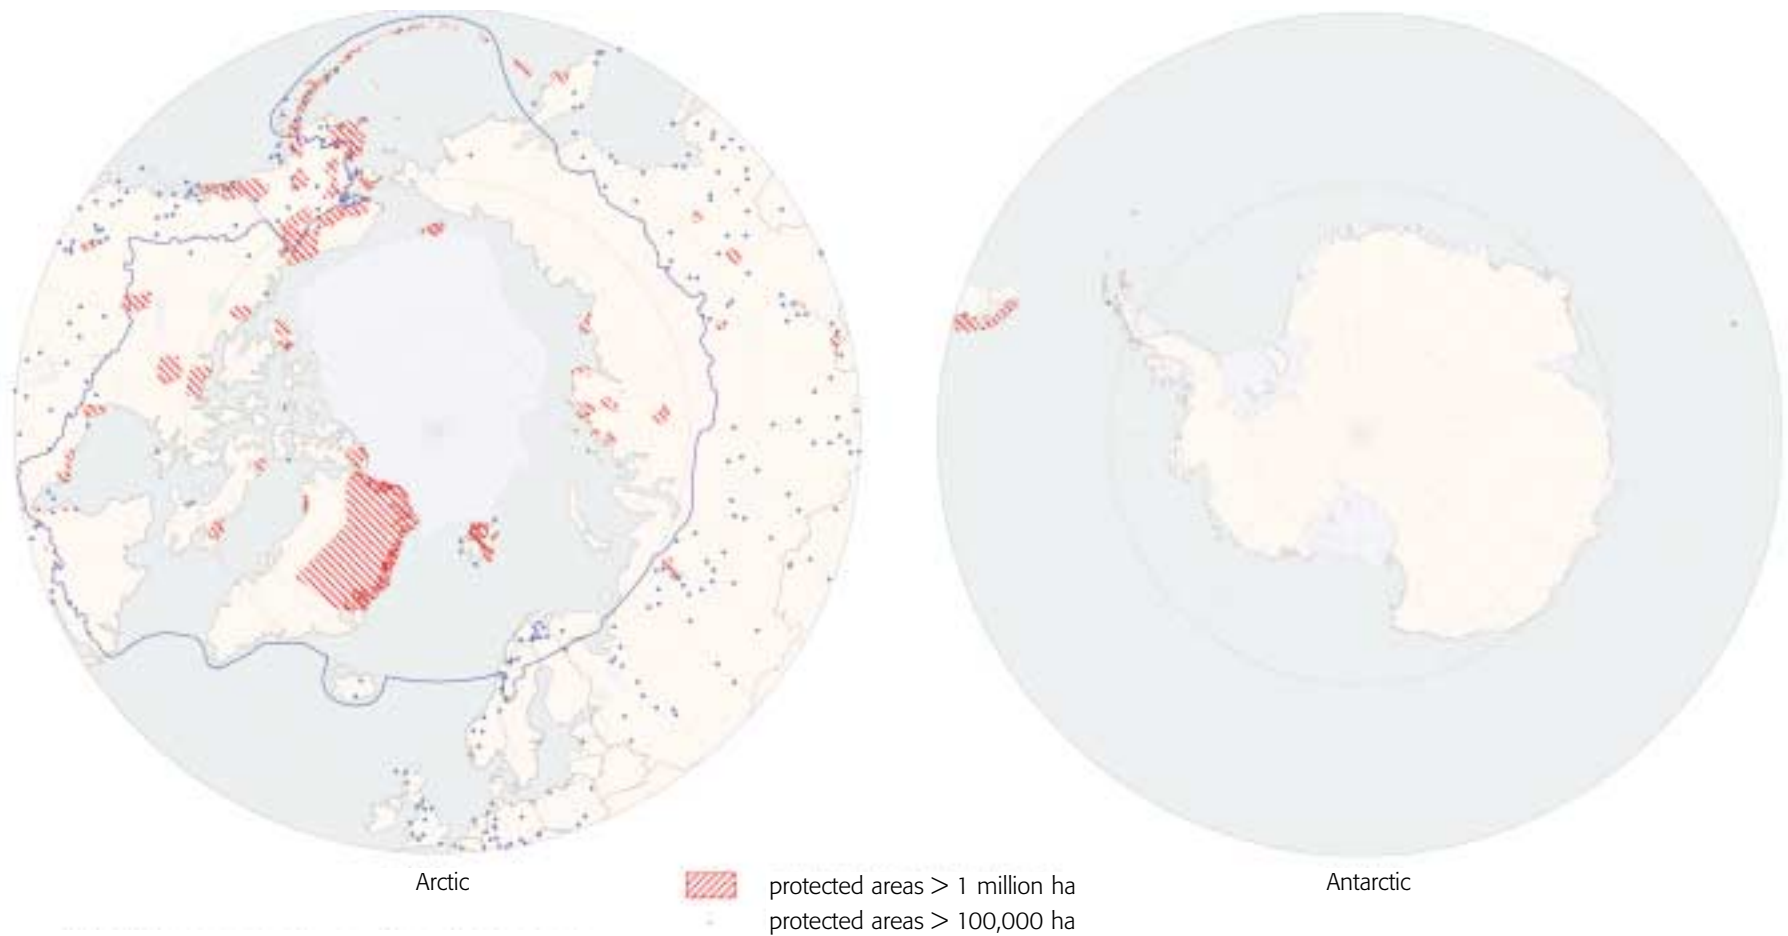 Arctic
Antarctic
protected areas > 1 million ha
protected areas > 100,000 ha